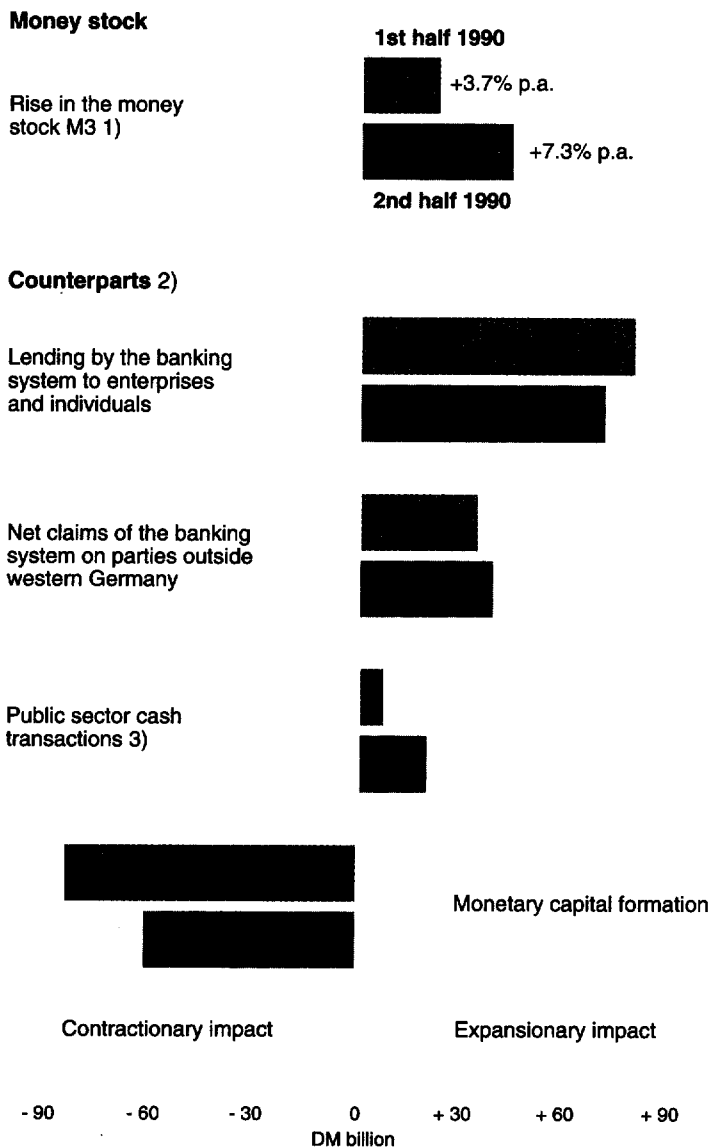 Money stock
1st half 1990
+3.7% p.a.
Rise in the money
stock M3 1)
+7.3% p.a.
2nd half 1990
Counterparts 2)
Lending by the banking
system to enterprises
and individuals
Net claims of the banking
system on parties outside
western Germany
Public sector cash
transactions 3)
Monetary capital formation
Contractionary impact
Expansionary impact
- 90 - 60 - 30 0 + 30 + 60 + 90
DM billion